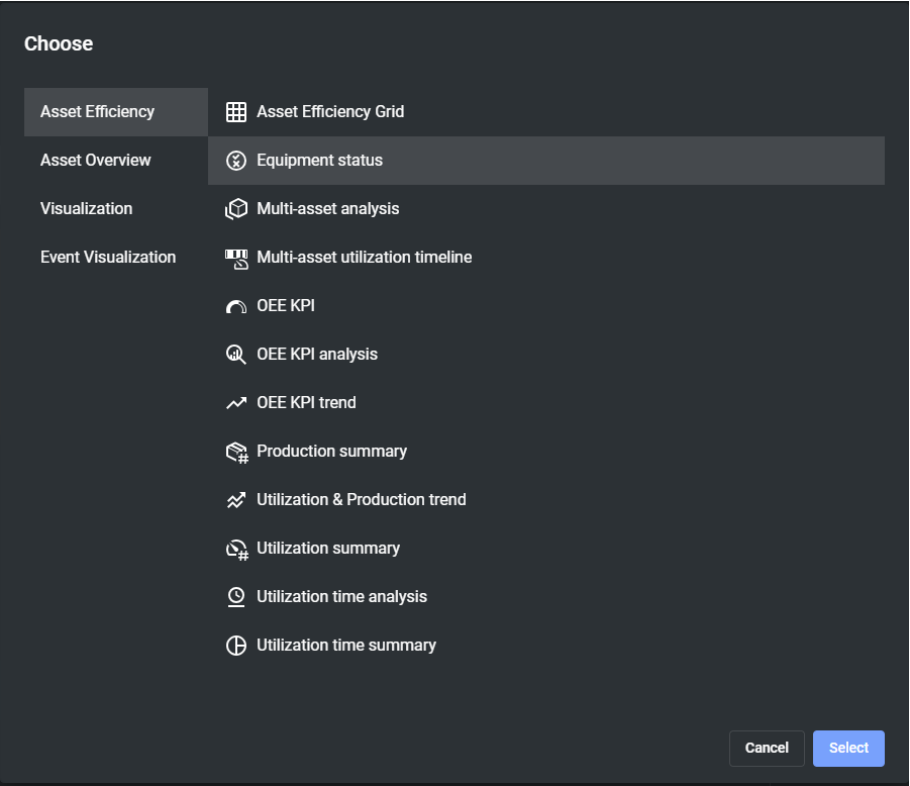 Choose
Asset Efficiency
Asset Overview
Visualization
Event Visualization
Asset Efficiency Grid
Equipment status
Multi-asset analysis
Multi-asset utilization timeline
OEE KPI
OEE KPI analysis
OEE KPI trend
Production summary
Utilization & Production trend
Utilization summary
Utilization time analysis
Utilization time summary
Cancel
Select